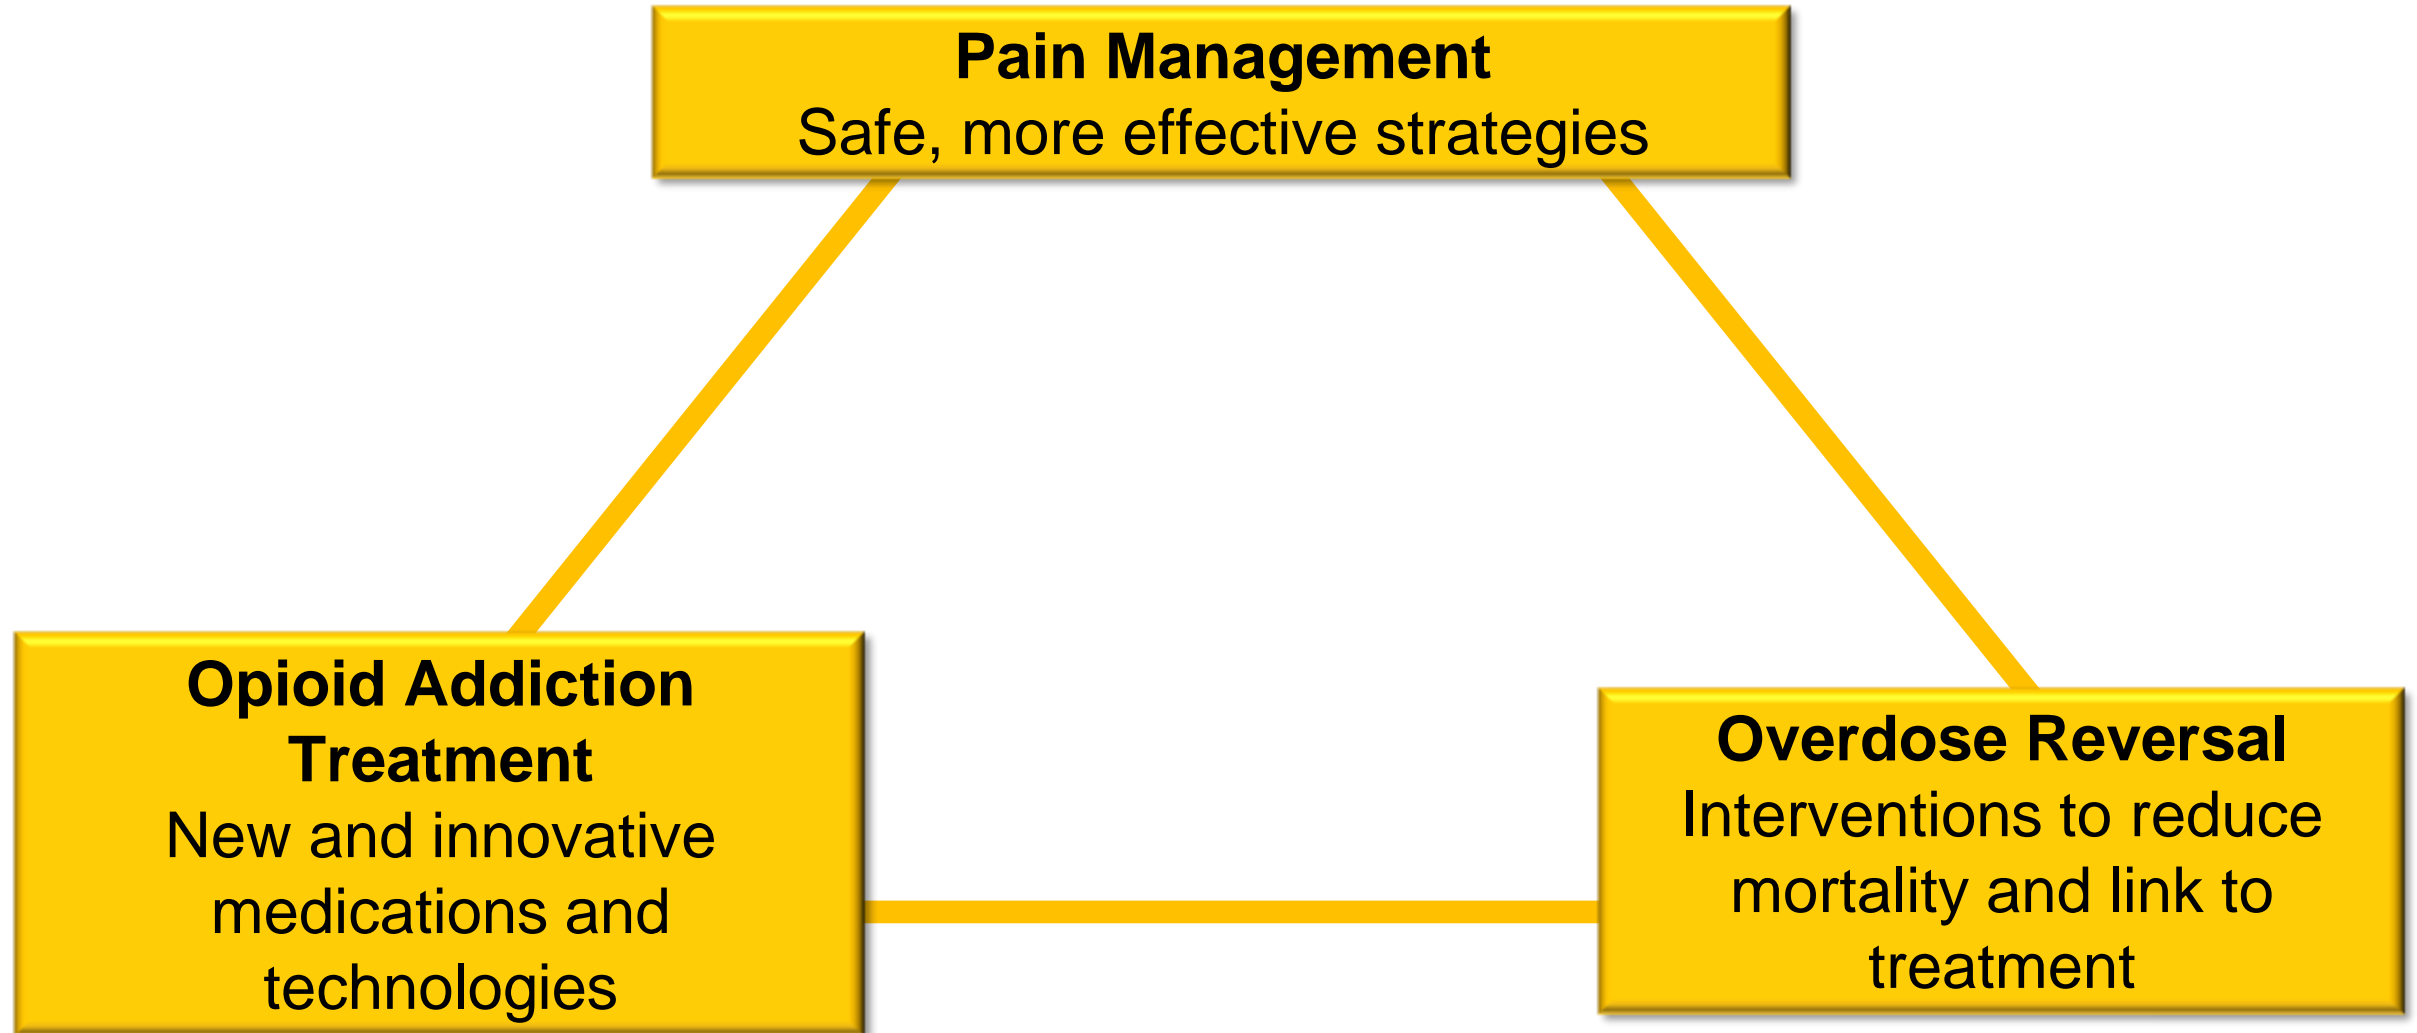 Pain Management
Safe, more effective strategies
Opioid Addiction
Treatment
New and innovative
medications and
technologies
Overdose Reversal
Interventions to reduce
mortality and link to
treatment